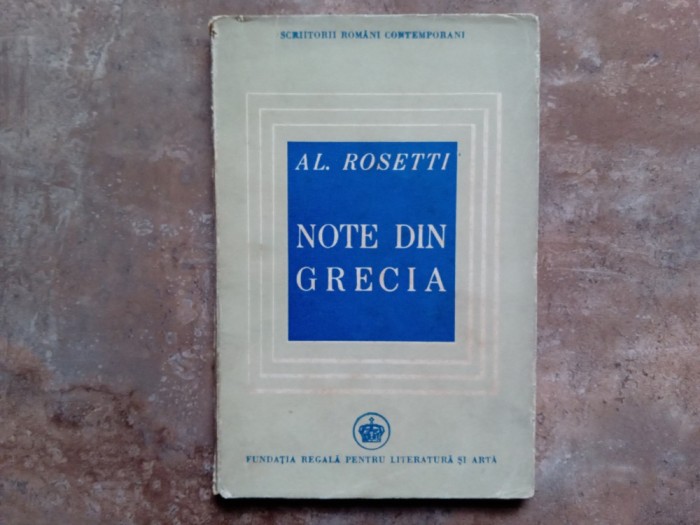 SCRIITORII ROMÂNI CONTEMPORANI
AL. ROSETTI
NOTE DIN
GRECIA
FUNDAȚIA REGALĂ PENTRU LITERATURĂ ȘI ARTĂ